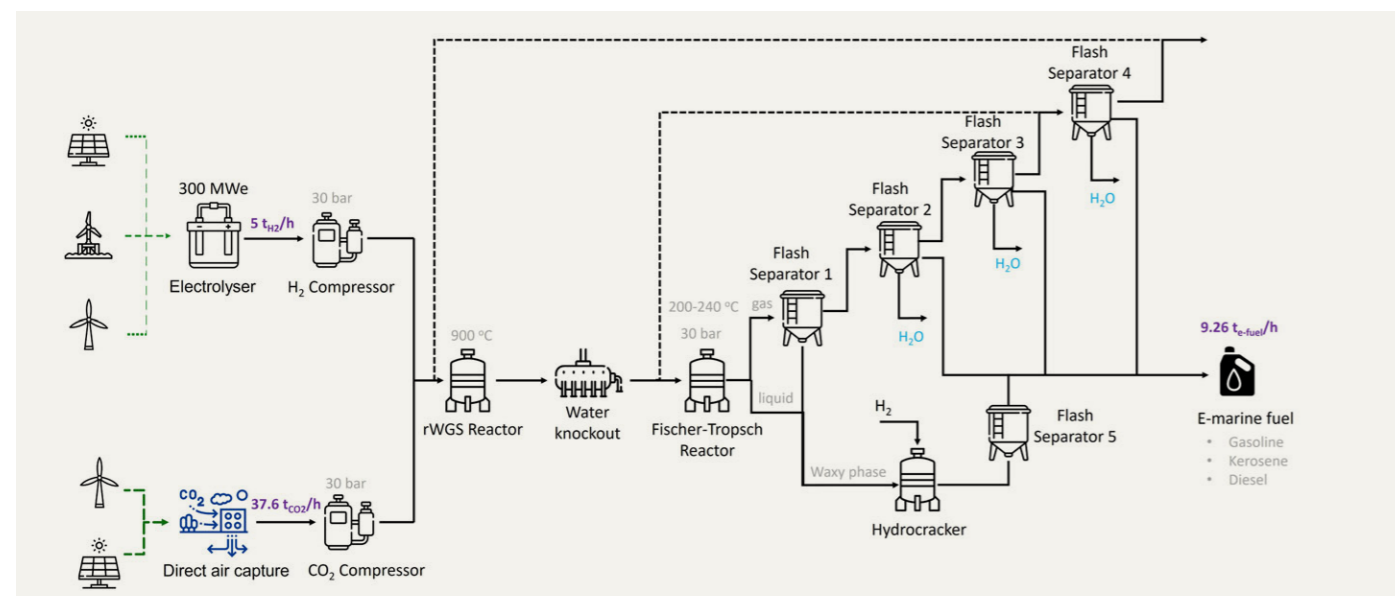 Flash
Separator 4
Flash
Separator 3
H₂O
300 MWe
30 bar
Flash
Separator 2
5 t_H2/h
H₂O
Electrolyser
H₂ Compressor
Flash
Separator 1
200-240 °C
gas
30 bar
H₂O
900 °C
9.26 t_e-fuel/h
liquid
H₂
rWGS Reactor
Water
knockout
Fischer-Tropsch
Reactor
Flash
Separator 5
E-marine fuel
• Gasoline
• Kerosene
• Diesel
Waxy phase
30 bar
CO₂
37.6 t_CO2/h
Hydrocracker
Direct air capture
CO₂ Compressor